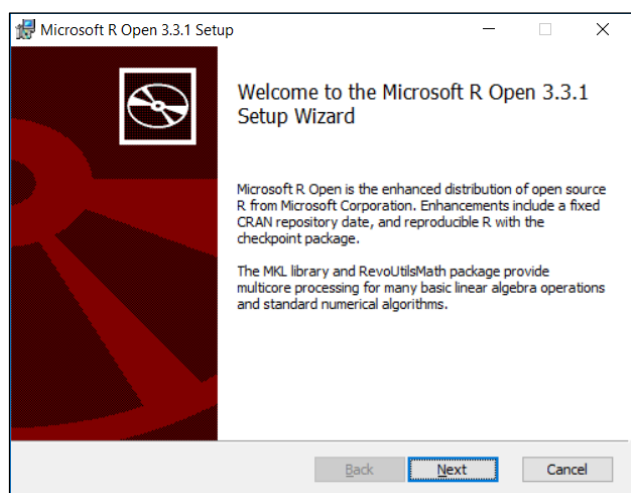 Microsoft R Open 3.3.1 Setup
Welcome to the Microsoft R Open 3.3.1
Setup Wizard
Microsoft R Open is the enhanced distribution of open source
R from Microsoft Corporation. Enhancements include a fixed
CRAN repository date, and reproducible R with the
checkpoint package.
The MKL library and RevoUtilsMath package provide
multicore processing for many basic linear algebra operations
and standard numerical algorithms.
Back
Next
Cancel